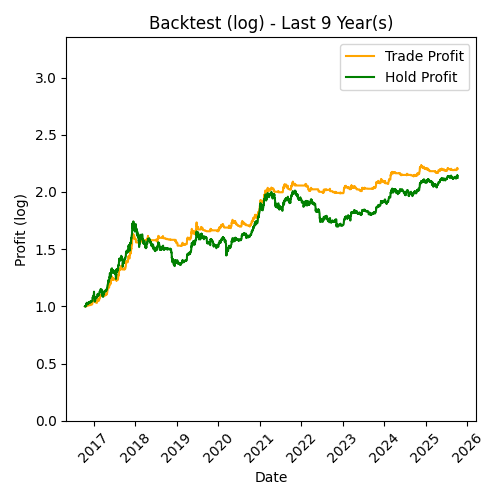 Backtest (log) - Last 9 Year(s)
Trade Profit
Hold Profit
Profit (log)
3.0
2.5
2.0
1.5
1.0
0.5
0.0
2017 2018 2019 2020 2021 2022 2023 2024 2025 2026
Date